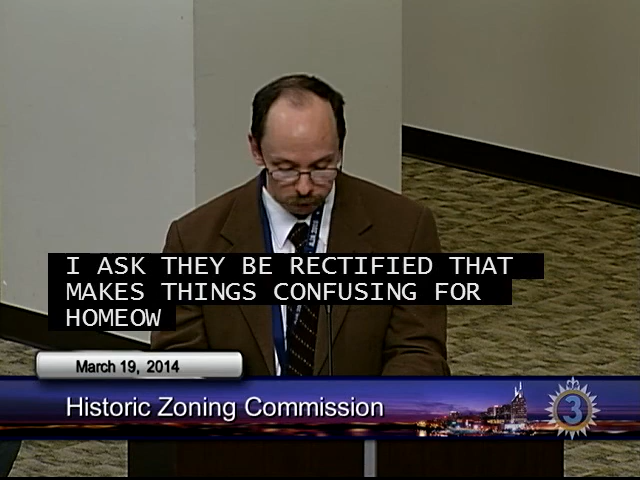 I ASK THEY BE RECTIFIED THAT
MAKES THINGS CONFUSING FOR
HOMEOW
March 19, 2014
Historic Zoning Commission
3